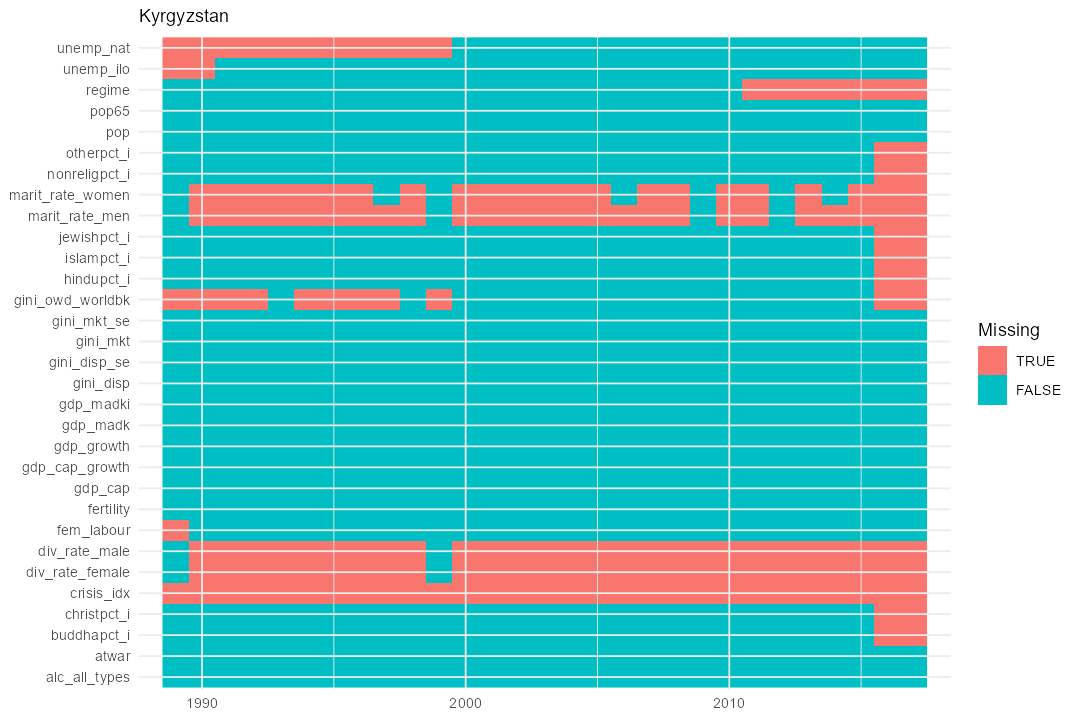 Kyrgyzstan
unemp_nat
unemp_ilo
regime
pop65
pop
otherpct_i
nonreligpct_i
marit_rate_women
marit_rate_men
jewishpct_i
islampct_i
hindupct_i
gini_owd_worldbk
gini_mkt_se
gini_mkt
gini_disp_se
gini_disp
gdp_madki
gdp_madk
gdp_growth
gdp_cap_growth
gdp_cap
fertility
fem_labour
div_rate_male
div_rate_female
crisis_idx
christpct_i
buddhapct_i
atwar
alc_all_types
1990 2000 2010
Missing
TRUE
FALSE